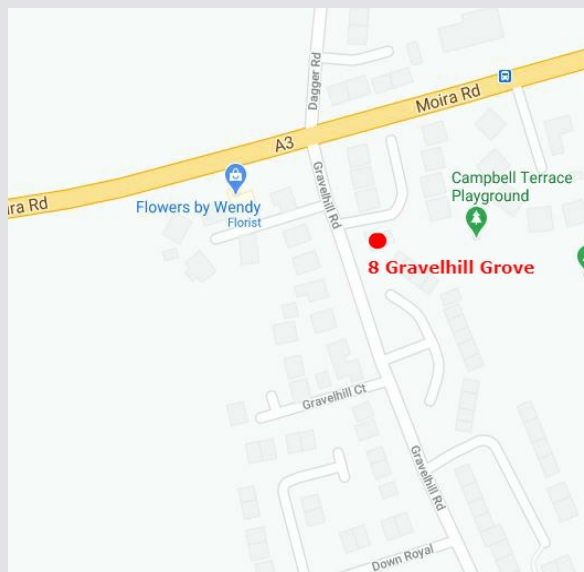 Dagger Rd
Moira Rd
A3
Gravelhill Rd
Campbell Terrace
Playground
ira Rd
Flowers by Wendy
Florist
8 Gravelhill Grove
Gravelhill Ct
Gravelhill Rd
Down Royal